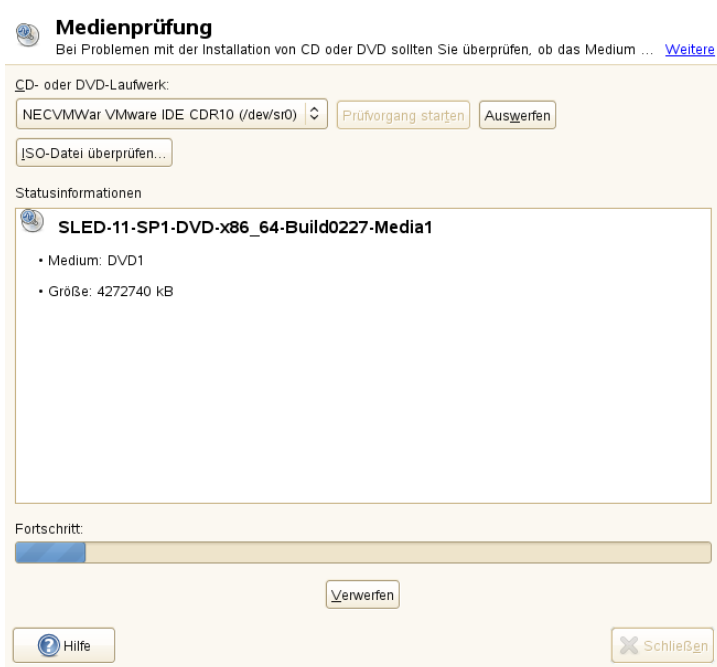 Medienprüfung
Bei Problemen mit der Installation von CD oder DVD sollten Sie überprüfen, ob das Medium ... Weitere
CD- oder DVD-Laufwerk:
NECVMWar VMware IDE CDR10 (/dev/sr0) Prüfvorgang starten Auswerfen
ISO-Datei überprüfen...
Statusinformationen
SLED-11-SP1-DVD-x86_64-Build0227-Media1
• Medium: DVD1
• Größe: 4272740 kB
Fortschritt:
Verwerfen
Hilfe Schließen